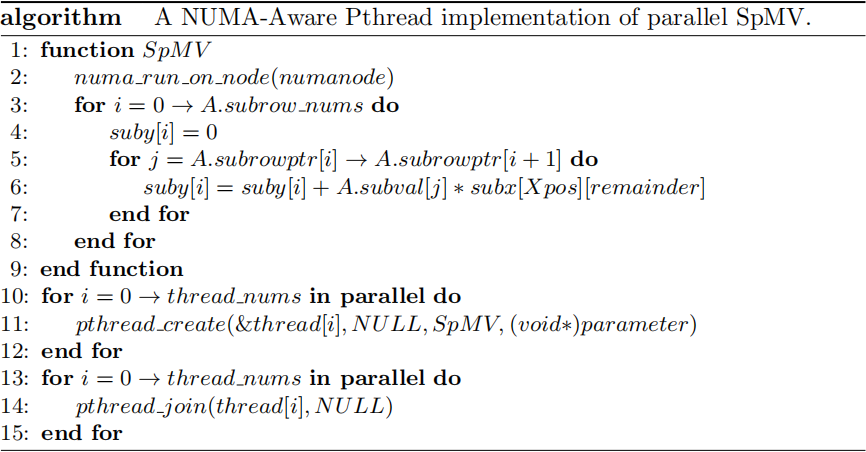 algorithm A NUMA-Aware Pthread implementation of parallel SpMV.
1: function SpMV
2: numa_run_on_node(numanode)
3: for i = 0 → A.subrow_nums do
4: suby[i] = 0
5: for j = A.subrowptr[i] → A.subrowptr[i + 1] do
6: suby[i] = suby[i] + A.subval[j] ∗ subx[Xpos][remainder]
7: end for
8: end for
9: end function
10: for i = 0 → thread_nums in parallel do
11: pthread_create(&thread[i], NULL, SpMV, (void∗)parameter)
12: end for
13: for i = 0 → thread_nums in parallel do
14: pthread_join(thread[i], NULL)
15: end for